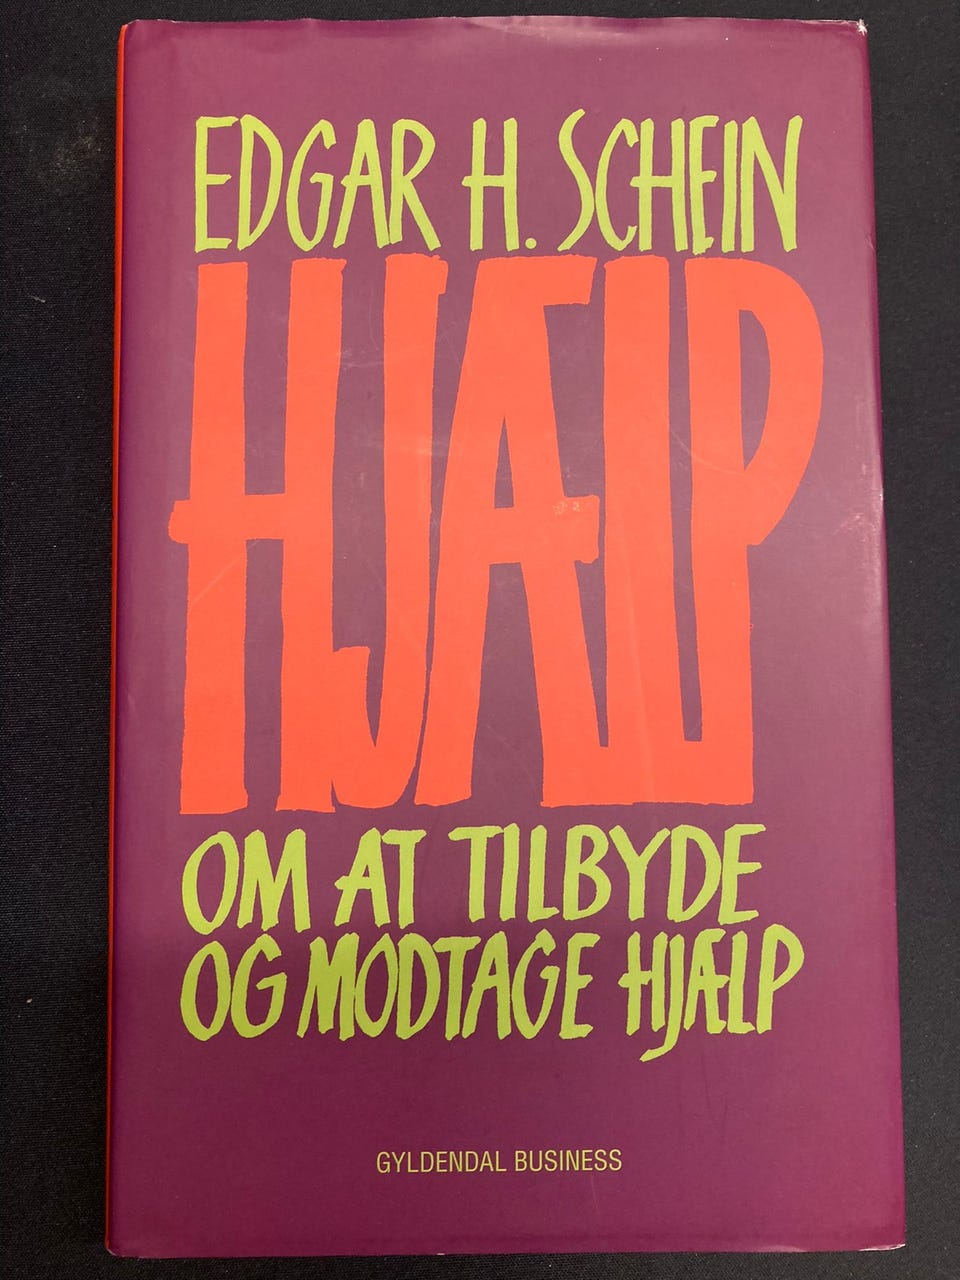 EDGAR H. SCHEIN
HJÆLP
OM AT TILBYDE
OG MODTAGE HJÆLP
GYLDENDAL BUSINESS